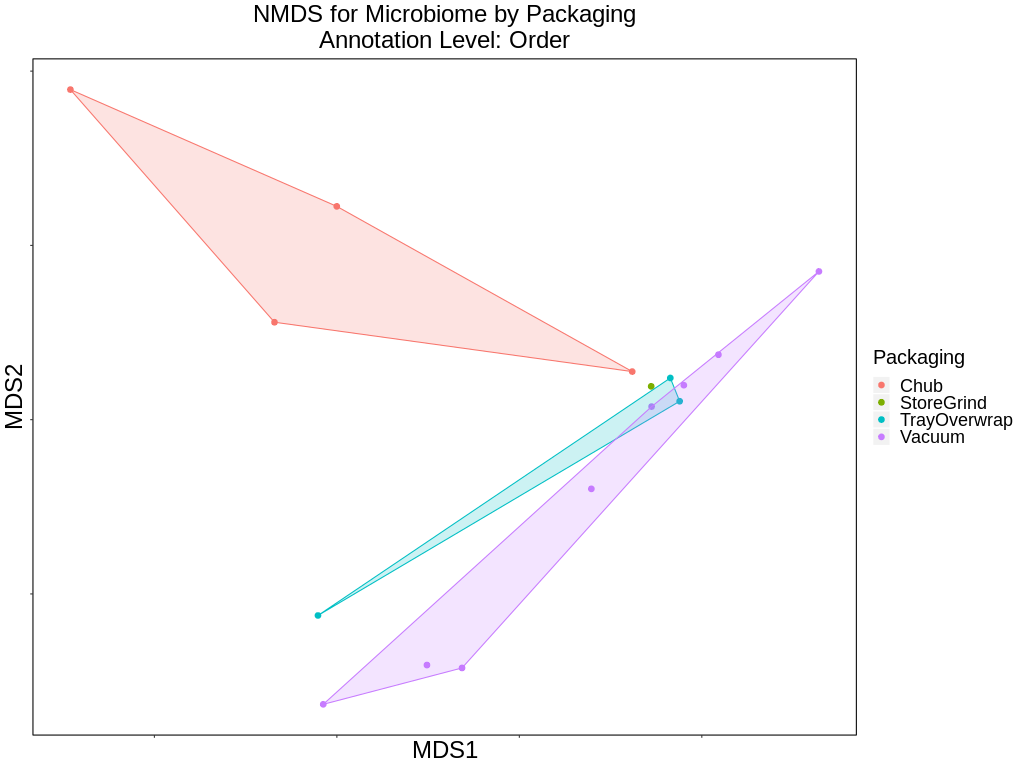 NMDS for Microbiome by Packaging
Annotation Level: Order
MDS2
MDS1
Packaging
Chub
StoreGrind
TrayOverwrap
Vacuum